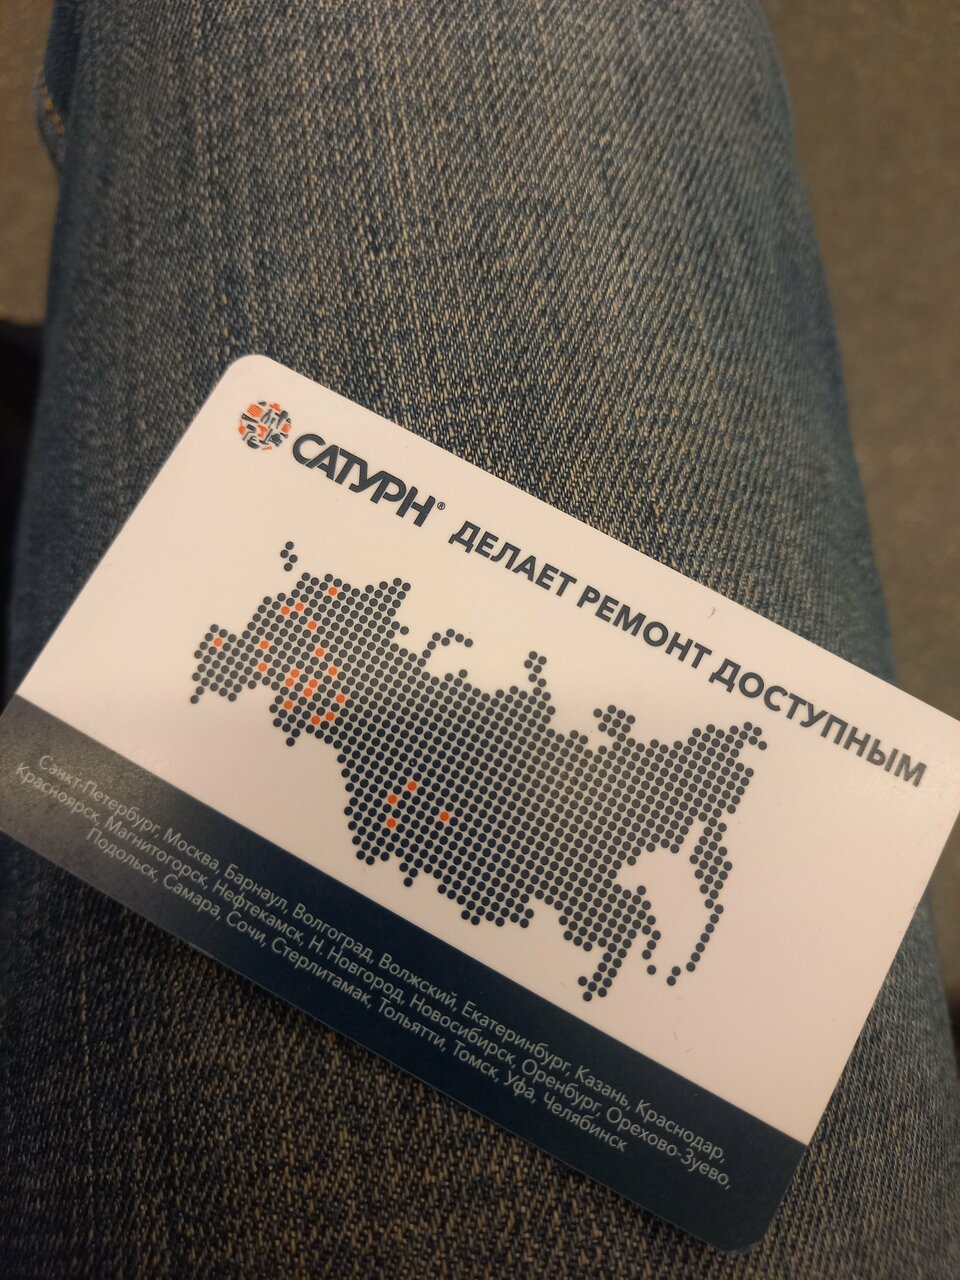 САТУРН® ДЕЛАЕТ РЕМОНТ ДОСТУПНЫМ
Санкт-Петербург, Москва, Барнаул, Волгоград, Волжский, Екатеринбург, Казань, Краснодар,
Красноярск, Магнитогорск, Нефтекамск, Н. Новгород, Новосибирск, Оренбург, Орехово-Зуево,
Подольск, Самара, Сочи, Стерлитамак, Тольятти, Томск, Уфа, Челябинск